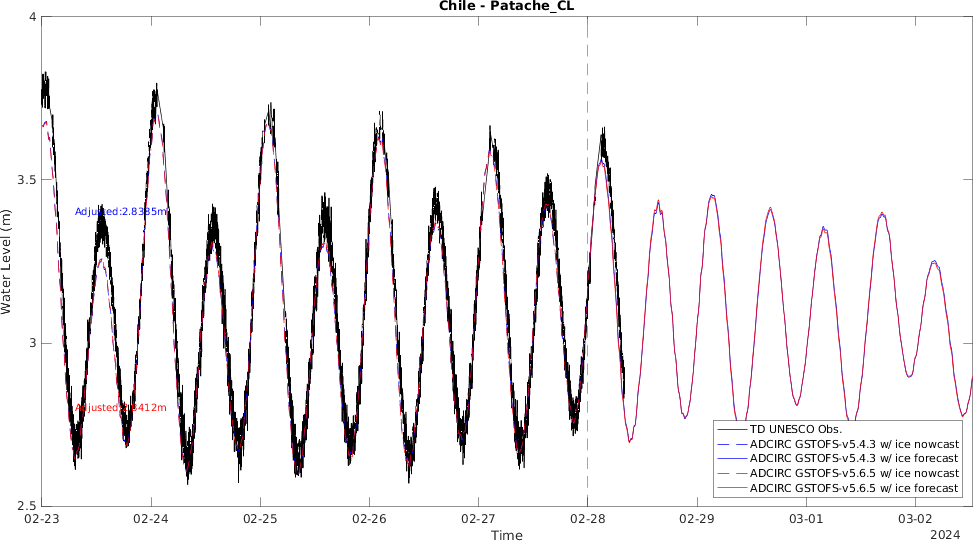 Chile - Patache_CL
4
3.5
3
2.5
Water Level (m)
Adjusted:2.8385m
02-23
02-24
02-25
02-26
02-27
02-28
02-29
03-01
03-02
Time
2024
TD UNESCO Obs.
ADCIRC GSTOFS-v5.4.3 w/ ice nowcast
ADCIRC GSTOFS-v5.4.3 w/ ice forecast
ADCIRC GSTOFS-v5.6.5 w/ ice nowcast
ADCIRC GSTOFS-v5.6.5 w/ ice forecast